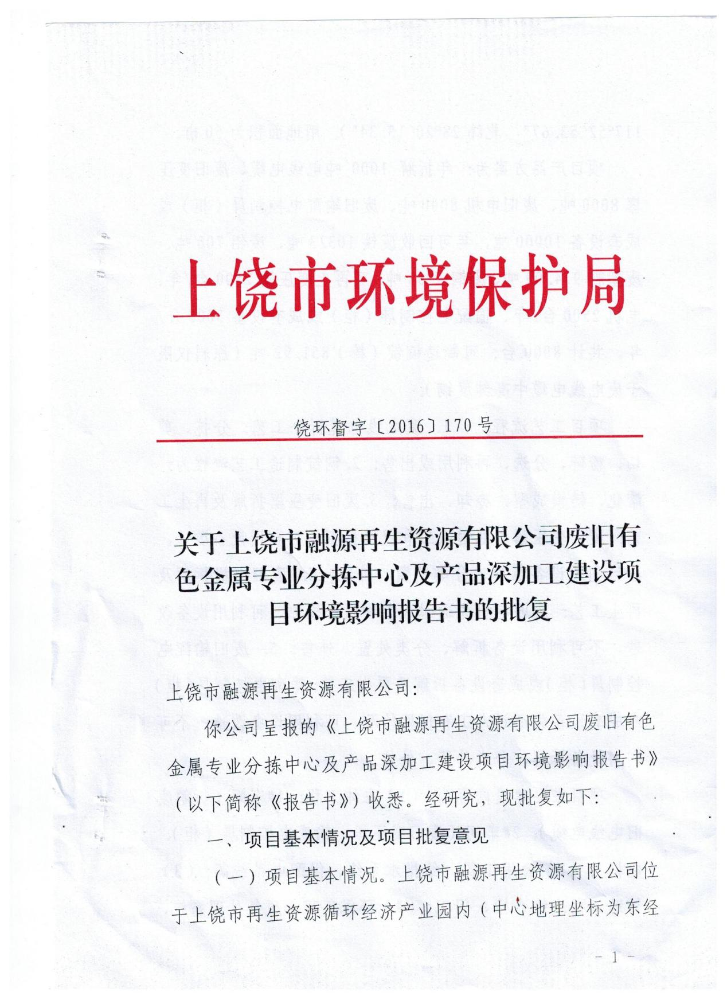 上饶市环境保护局
饶环督字〔2016〕170号
关于上饶市融源再生资源有限公司废旧有
色金属专业分拣中心及产品深加工建设项
目环境影响报告书的批复
上饶市融源再生资源有限公司：
你公司呈报的《上饶市融源再生资源有限公司废旧有色
金属专业分拣中心及产品深加工建设项目环境影响报告书》
（以下简称《报告书》）收悉。经研究，现批复如下：
一、项目基本情况及项目批复意见
（一）项目基本情况。上饶市融源再生资源有限公司位
于上饶市再生资源循环经济产业园内（中心地理坐标为东经
- 1 -